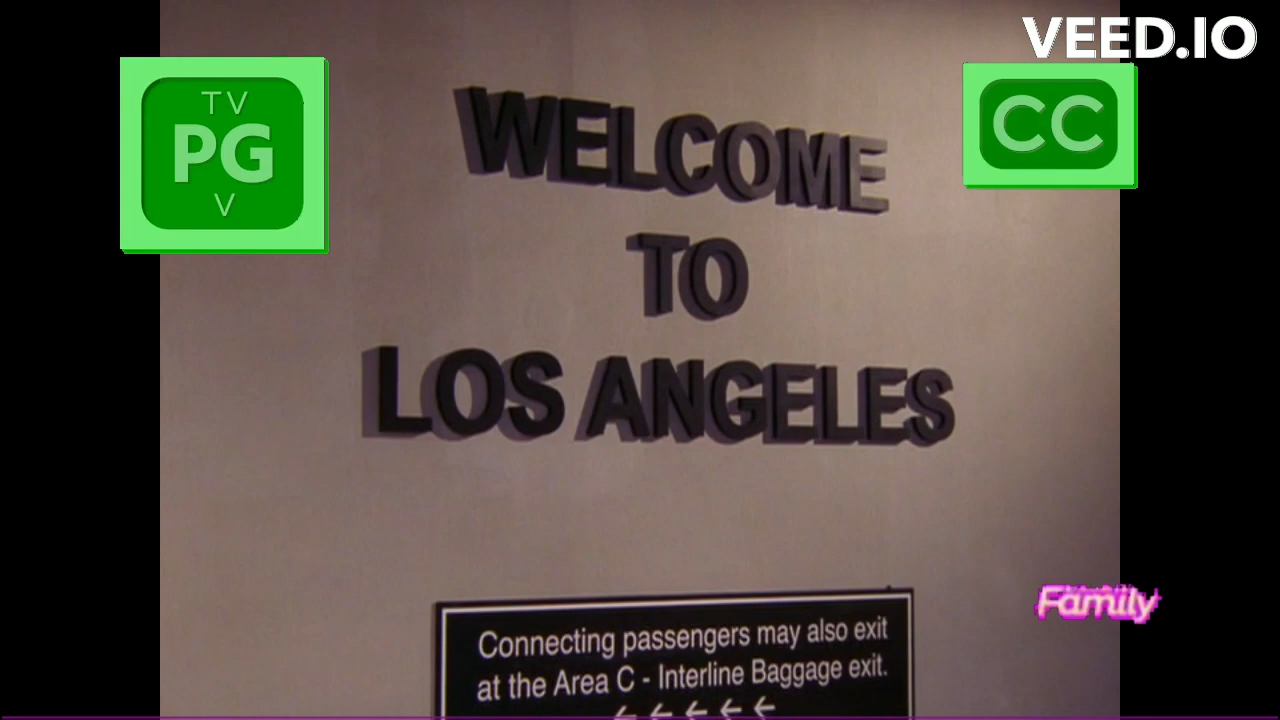 VEED.IO
TV
PG
V
CC
WELCOME
TO
LOS ANGELES
Family
Connecting passengers may also exit
at the Area C - Interline Baggage exit.
←←←←←